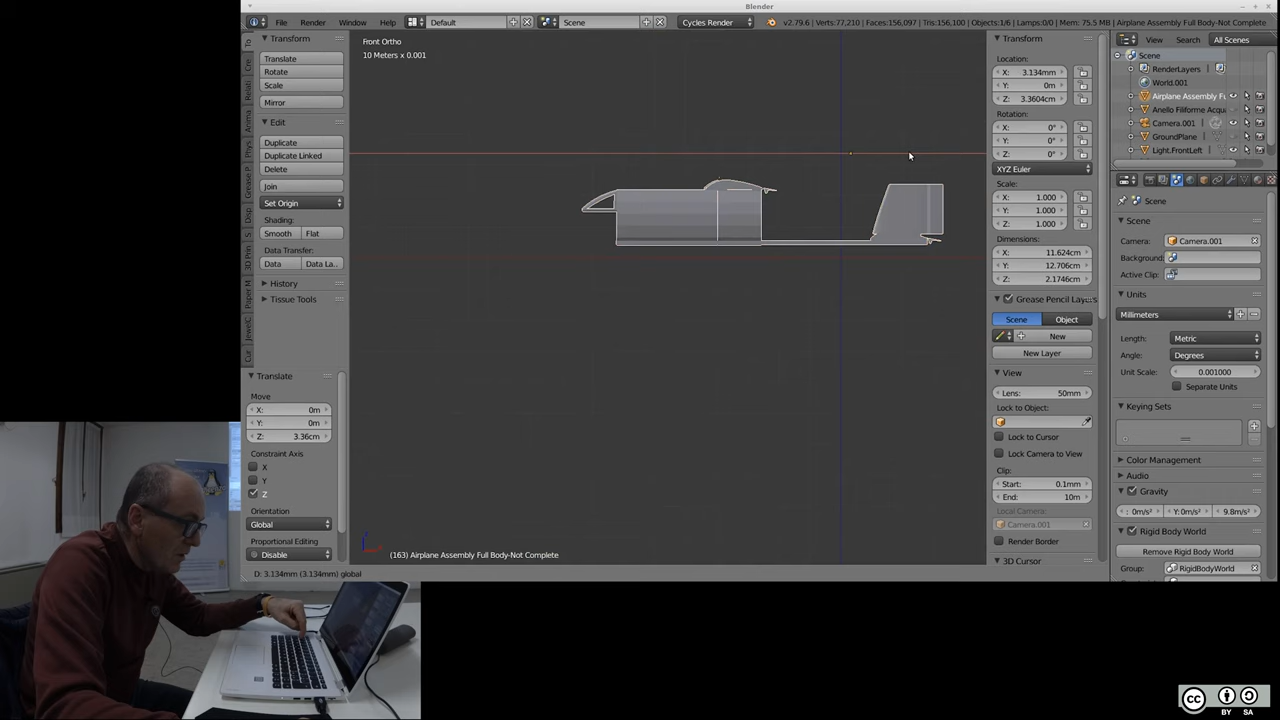 Blender
File Render Window Help
Default
Scene
Cycles Render
v2.79.6 | Verts:77,210 | Faces:156,097 | Tris:156,100 | Objects:1/6 | Lamps:0/0 | Mem: 75.5 MB | Airplane Assembly Full Body-Not Complete
Transform
Translate
Rotate
Scale
Mirror
Edit
Duplicate
Duplicate Linked
Delete
Join
Set Origin
Shading:
Smooth Flat
Data Transfer:
Data Data La..
History
Tissue Tools
Translate
Move
X: 0m
Y: 0m
Z: 3.36cm
Constraint Axis
X
Y
Z
Orientation
Global
Proportional Editing
Disable
Front Ortho
10 Meters x 0.001
(163) Airplane Assembly Full Body-Not Complete
D: 3.134mm (3.134mm) global
Transform
Location:
X: 3.134mm
Y: 0m
Z: 3.3604cm
Rotation:
X: 0°
Y: 0°
Z: 0°
XYZ Euler
Scale:
X: 1.000
Y: 1.000
Z: 1.000
Dimensions:
X: 11.624cm
Y: 12.706cm
Z: 2.1746cm
Grease Pencil Layers
Scene Object
New
New Layer
View
Lens: 50mm
Lock to Object:
Lock to Cursor
Lock Camera to View
Clip:
Start: 0.1mm
End: 10m
Local Camera:
Camera.001
Render Border
3D Cursor
View Search All Scenes
Scene
RenderLayers
World.001
Airplane Assembly Fu
Anello Filiforme Acqu
Camera.001
GroundPlane
Light.FrontLeft
Scene
Scene
Camera: Camera.001
Background:
Active Clip:
Units
Millimeters
Length: Metric
Angle: Degrees
Unit Scale: 0.001000
Separate Units
Keying Sets
Color Management
Audio
Gravity
: 0m/s² Y:0m/s² 9.8m/s²
Rigid Body World
Remove Rigid Body World
Group: RigidBodyWorld
CC BY SA